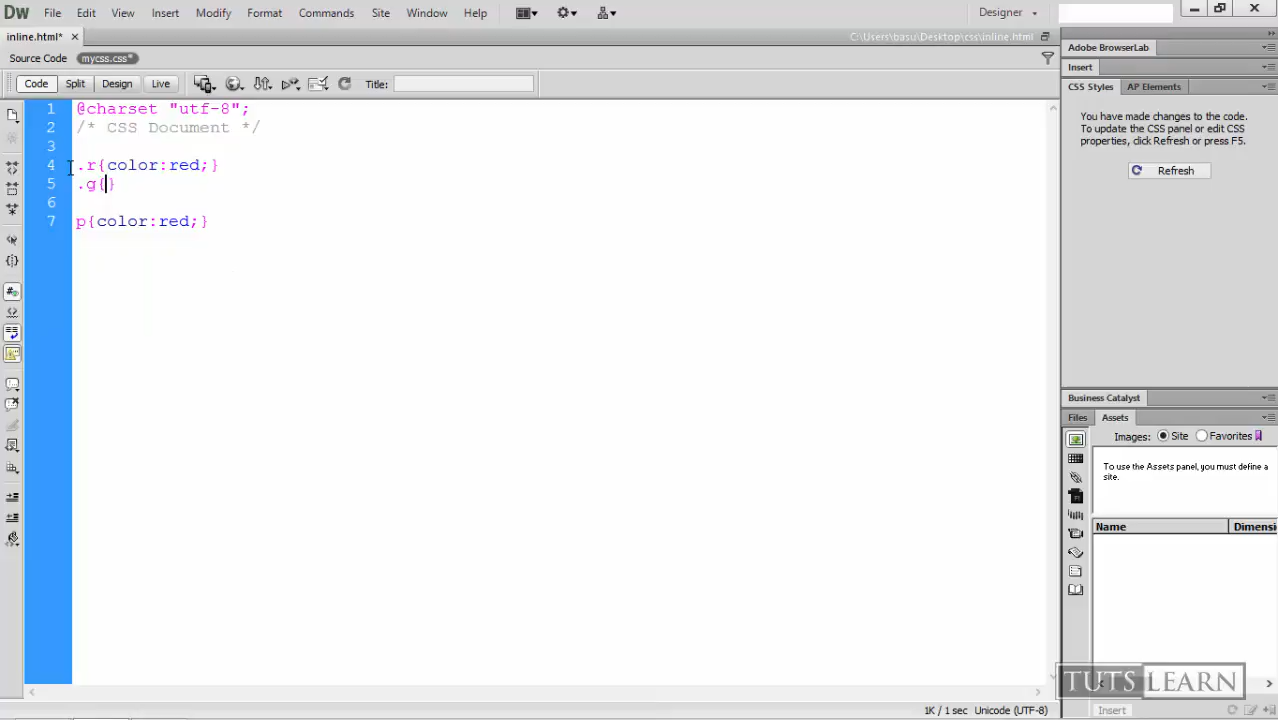 Dw File Edit View Insert Modify Format Commands Site Window Help Designer
inline.html* C:\Users\basu\Desktop\css\inline.html
Source Code mycss.css*
Code Split Design Live Title:
1 @charset "utf-8";
2 /* CSS Document */
3
4 .r{color:red;}
5 .g{}
6
7 p{color:red;}
Adobe BrowserLab
Insert
CSS Styles AP Elements
You have made changes to the code.
To update the CSS panel or edit CSS
properties, click Refresh or press F5.
Refresh
Business Catalyst
Files Assets
Images: Site Favorites
To use the Assets panel, you must define a
site.
Name Dimensi
TUTS LEARN
Insert
1K / 1 sec Unicode (UTF-8)